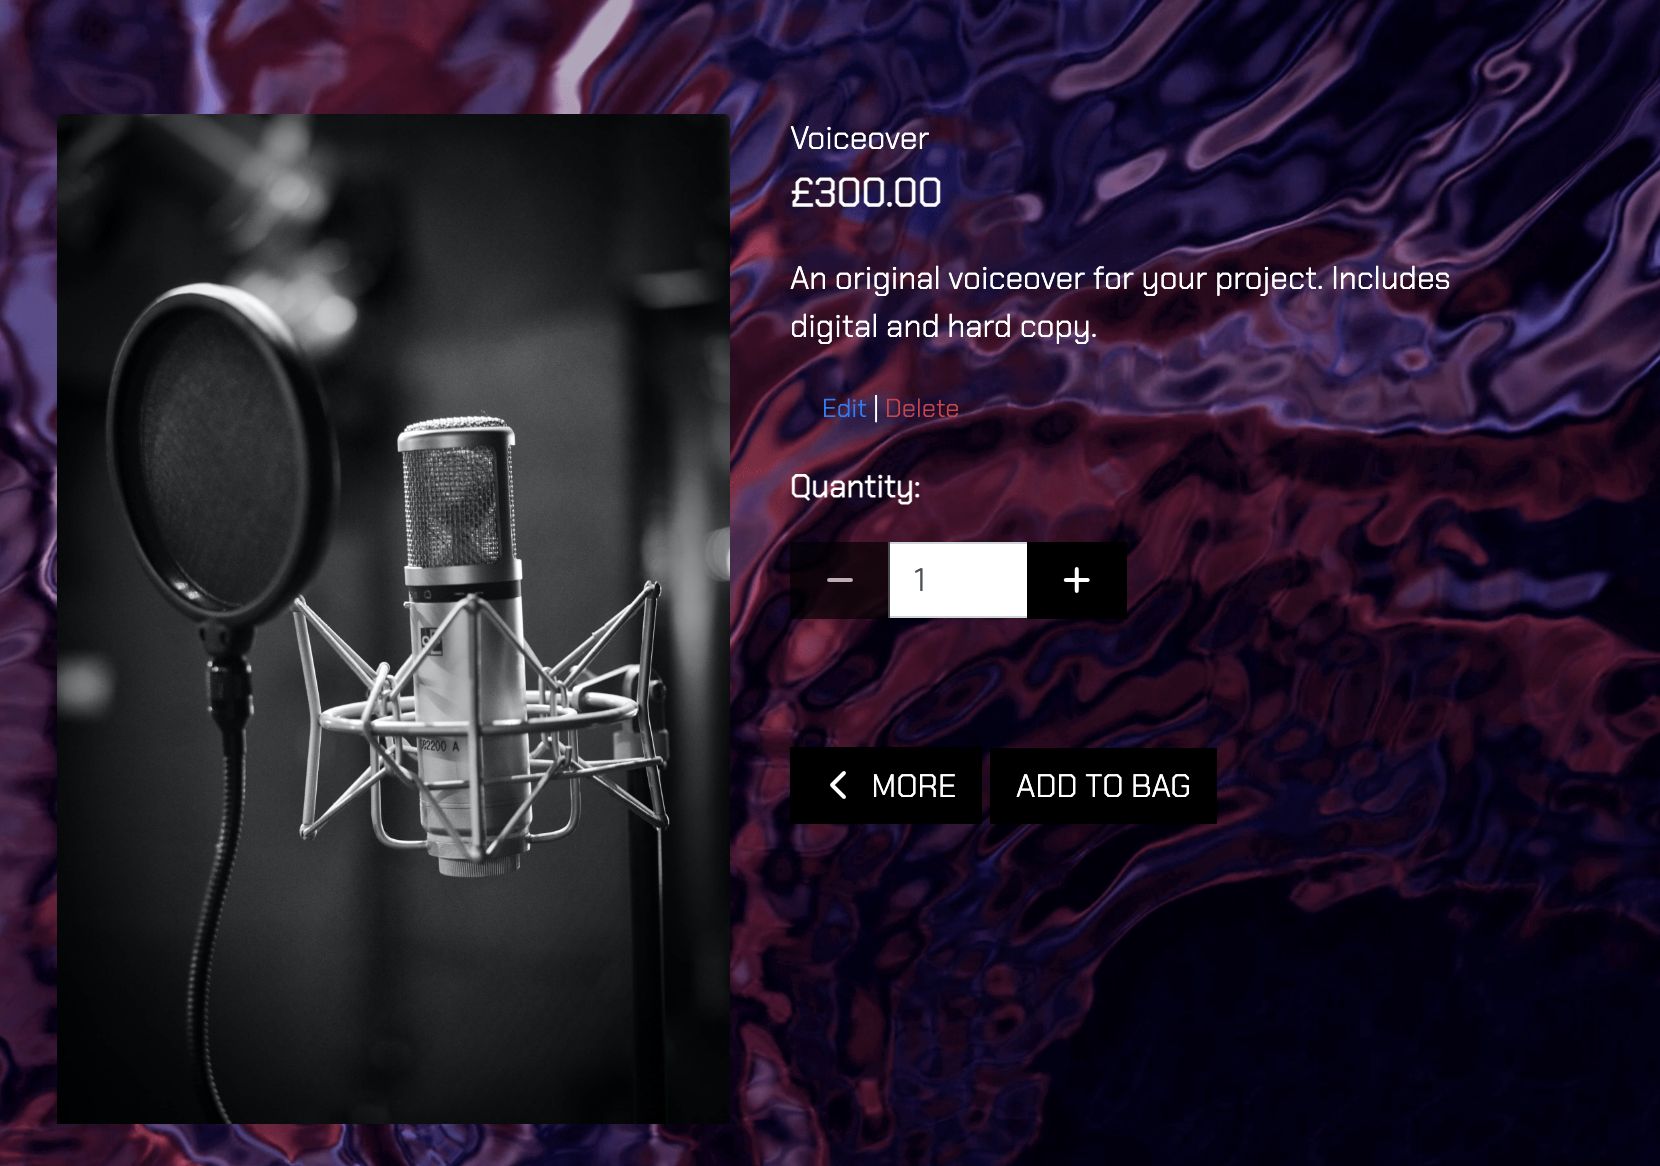 Voiceover
£300.00
An original voiceover for your project. Includes
digital and hard copy.
Edit | Delete
Quantity:
1
MORE
ADD TO BAG